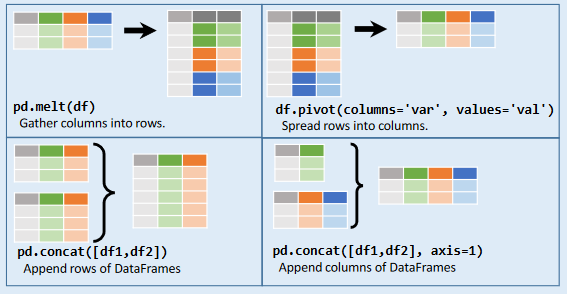 pd.melt(df)
Gather columns into rows.
df.pivot(columns='var', values='val')
Spread rows into columns.
pd.concat([df1,df2])
Append rows of DataFrames
pd.concat([df1,df2], axis=1)
Append columns of DataFrames